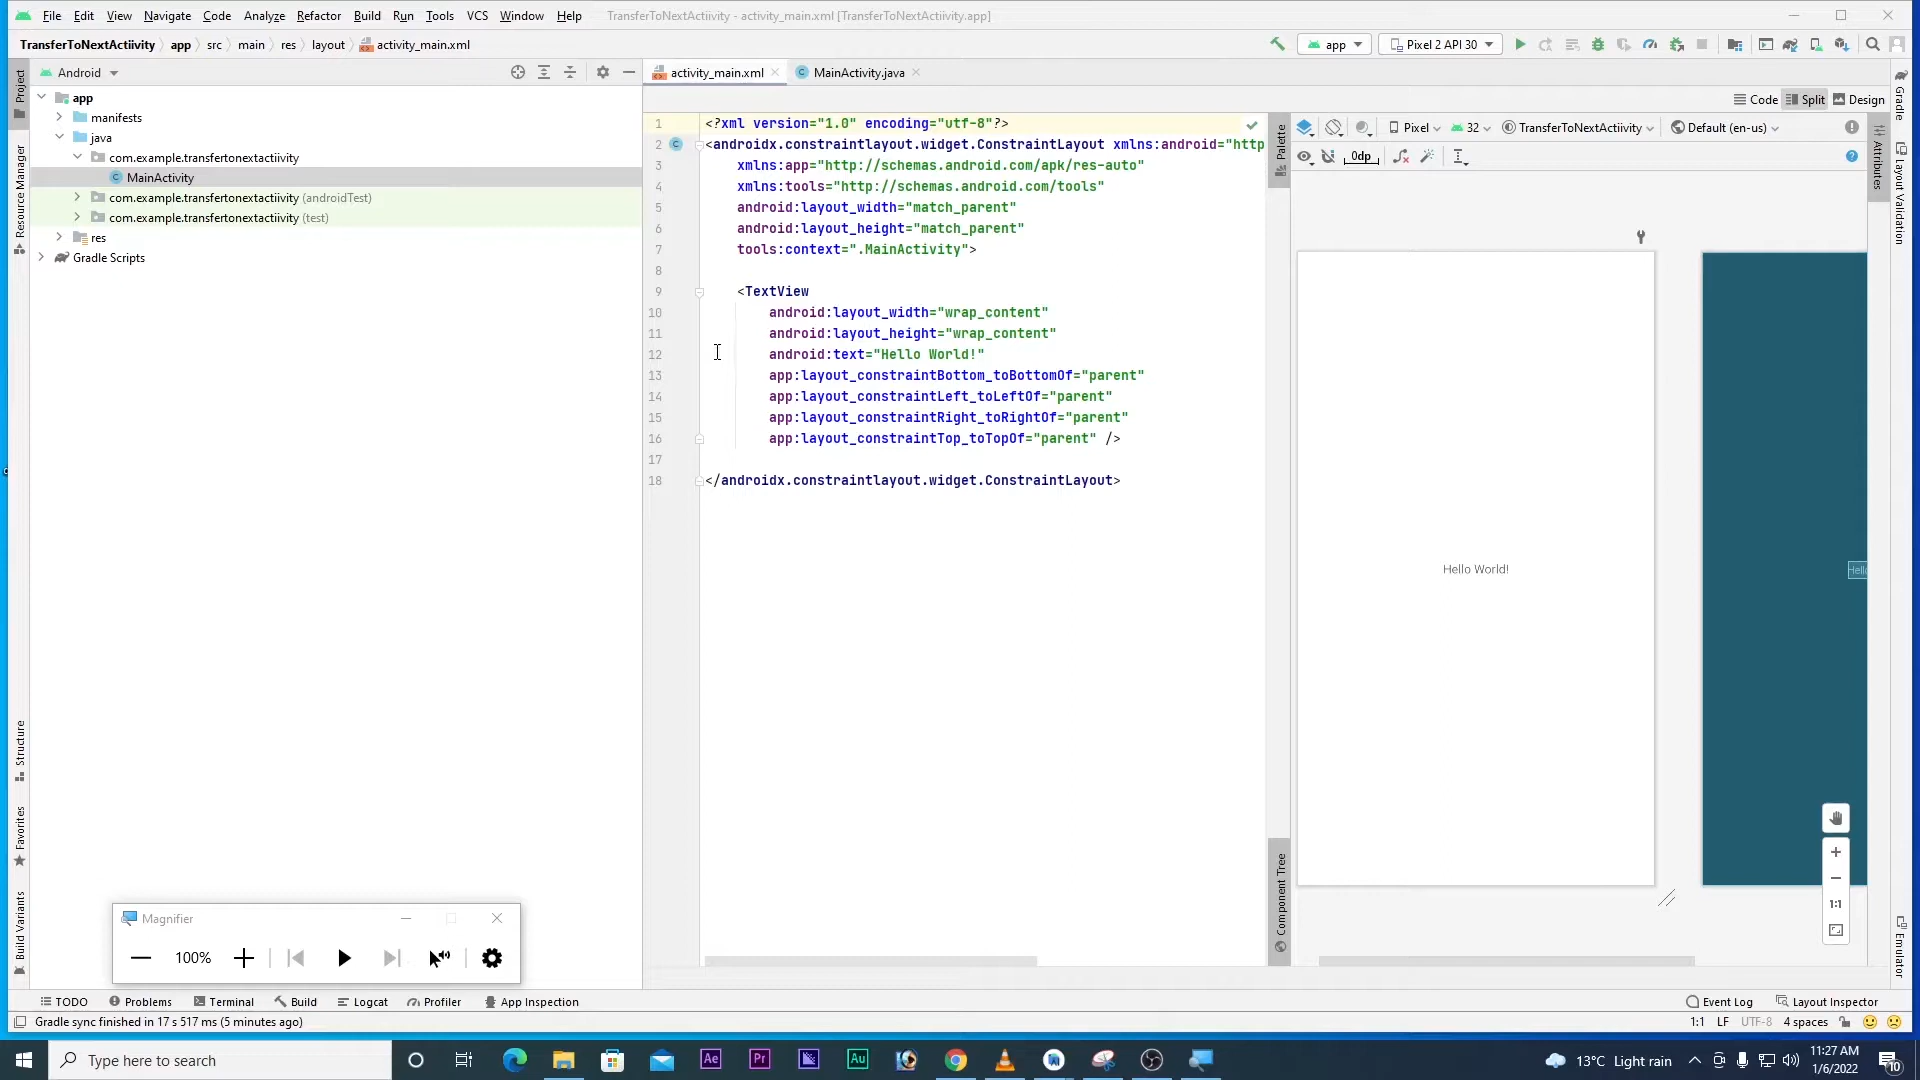 File Edit View Navigate Code Analyze Refactor Build Run Tools VCS Window Help TransferToNextActiivity - activity_main.xml [TransferToNextActiivity.app]
TransferToNextActiivity app src main res layout activity_main.xml
app Pixel 2 API 30
Android
activity_main.xml MainActivity.java
Code Split Design
Project
Resource Manager
Structure
Favorites
Build Variants
app
manifests
java
com.example.transfertonextactiivity
MainActivity
com.example.transfertonextactiivity (androidTest)
com.example.transfertonextactiivity (test)
res
Gradle Scripts
1 <?xml version="1.0" encoding="utf-8"?>
2 <androidx.constraintlayout.widget.ConstraintLayout xmlns:android="http
3 xmlns:app="http://schemas.android.com/apk/res-auto"
4 xmlns:tools="http://schemas.android.com/tools"
5 android:layout_width="match_parent"
6 android:layout_height="match_parent"
7 tools:context=".MainActivity">
8
9 <TextView
10 android:layout_width="wrap_content"
11 android:layout_height="wrap_content"
12 android:text="Hello World!"
13 app:layout_constraintBottom_toBottomOf="parent"
14 app:layout_constraintLeft_toLeftOf="parent"
15 app:layout_constraintRight_toRightOf="parent"
16 app:layout_constraintTop_toTopOf="parent" />
17
18 </androidx.constraintlayout.widget.ConstraintLayout>
Palette
Component Tree
Pixel 32 TransferToNextActiivity Default (en-us)
0dp
Hello World!
Hello
1:1
Attributes
Gradle
Layout Validation
Emulator
Magnifier
100%
TODO Problems Terminal Build Logcat Profiler App Inspection Event Log Layout Inspector
Gradle sync finished in 17 s 517 ms (5 minutes ago) 1:1 LF UTF-8 4 spaces
Type here to search
Ae Pr Au
13°C Light rain
11:27 AM
1/6/2022
10